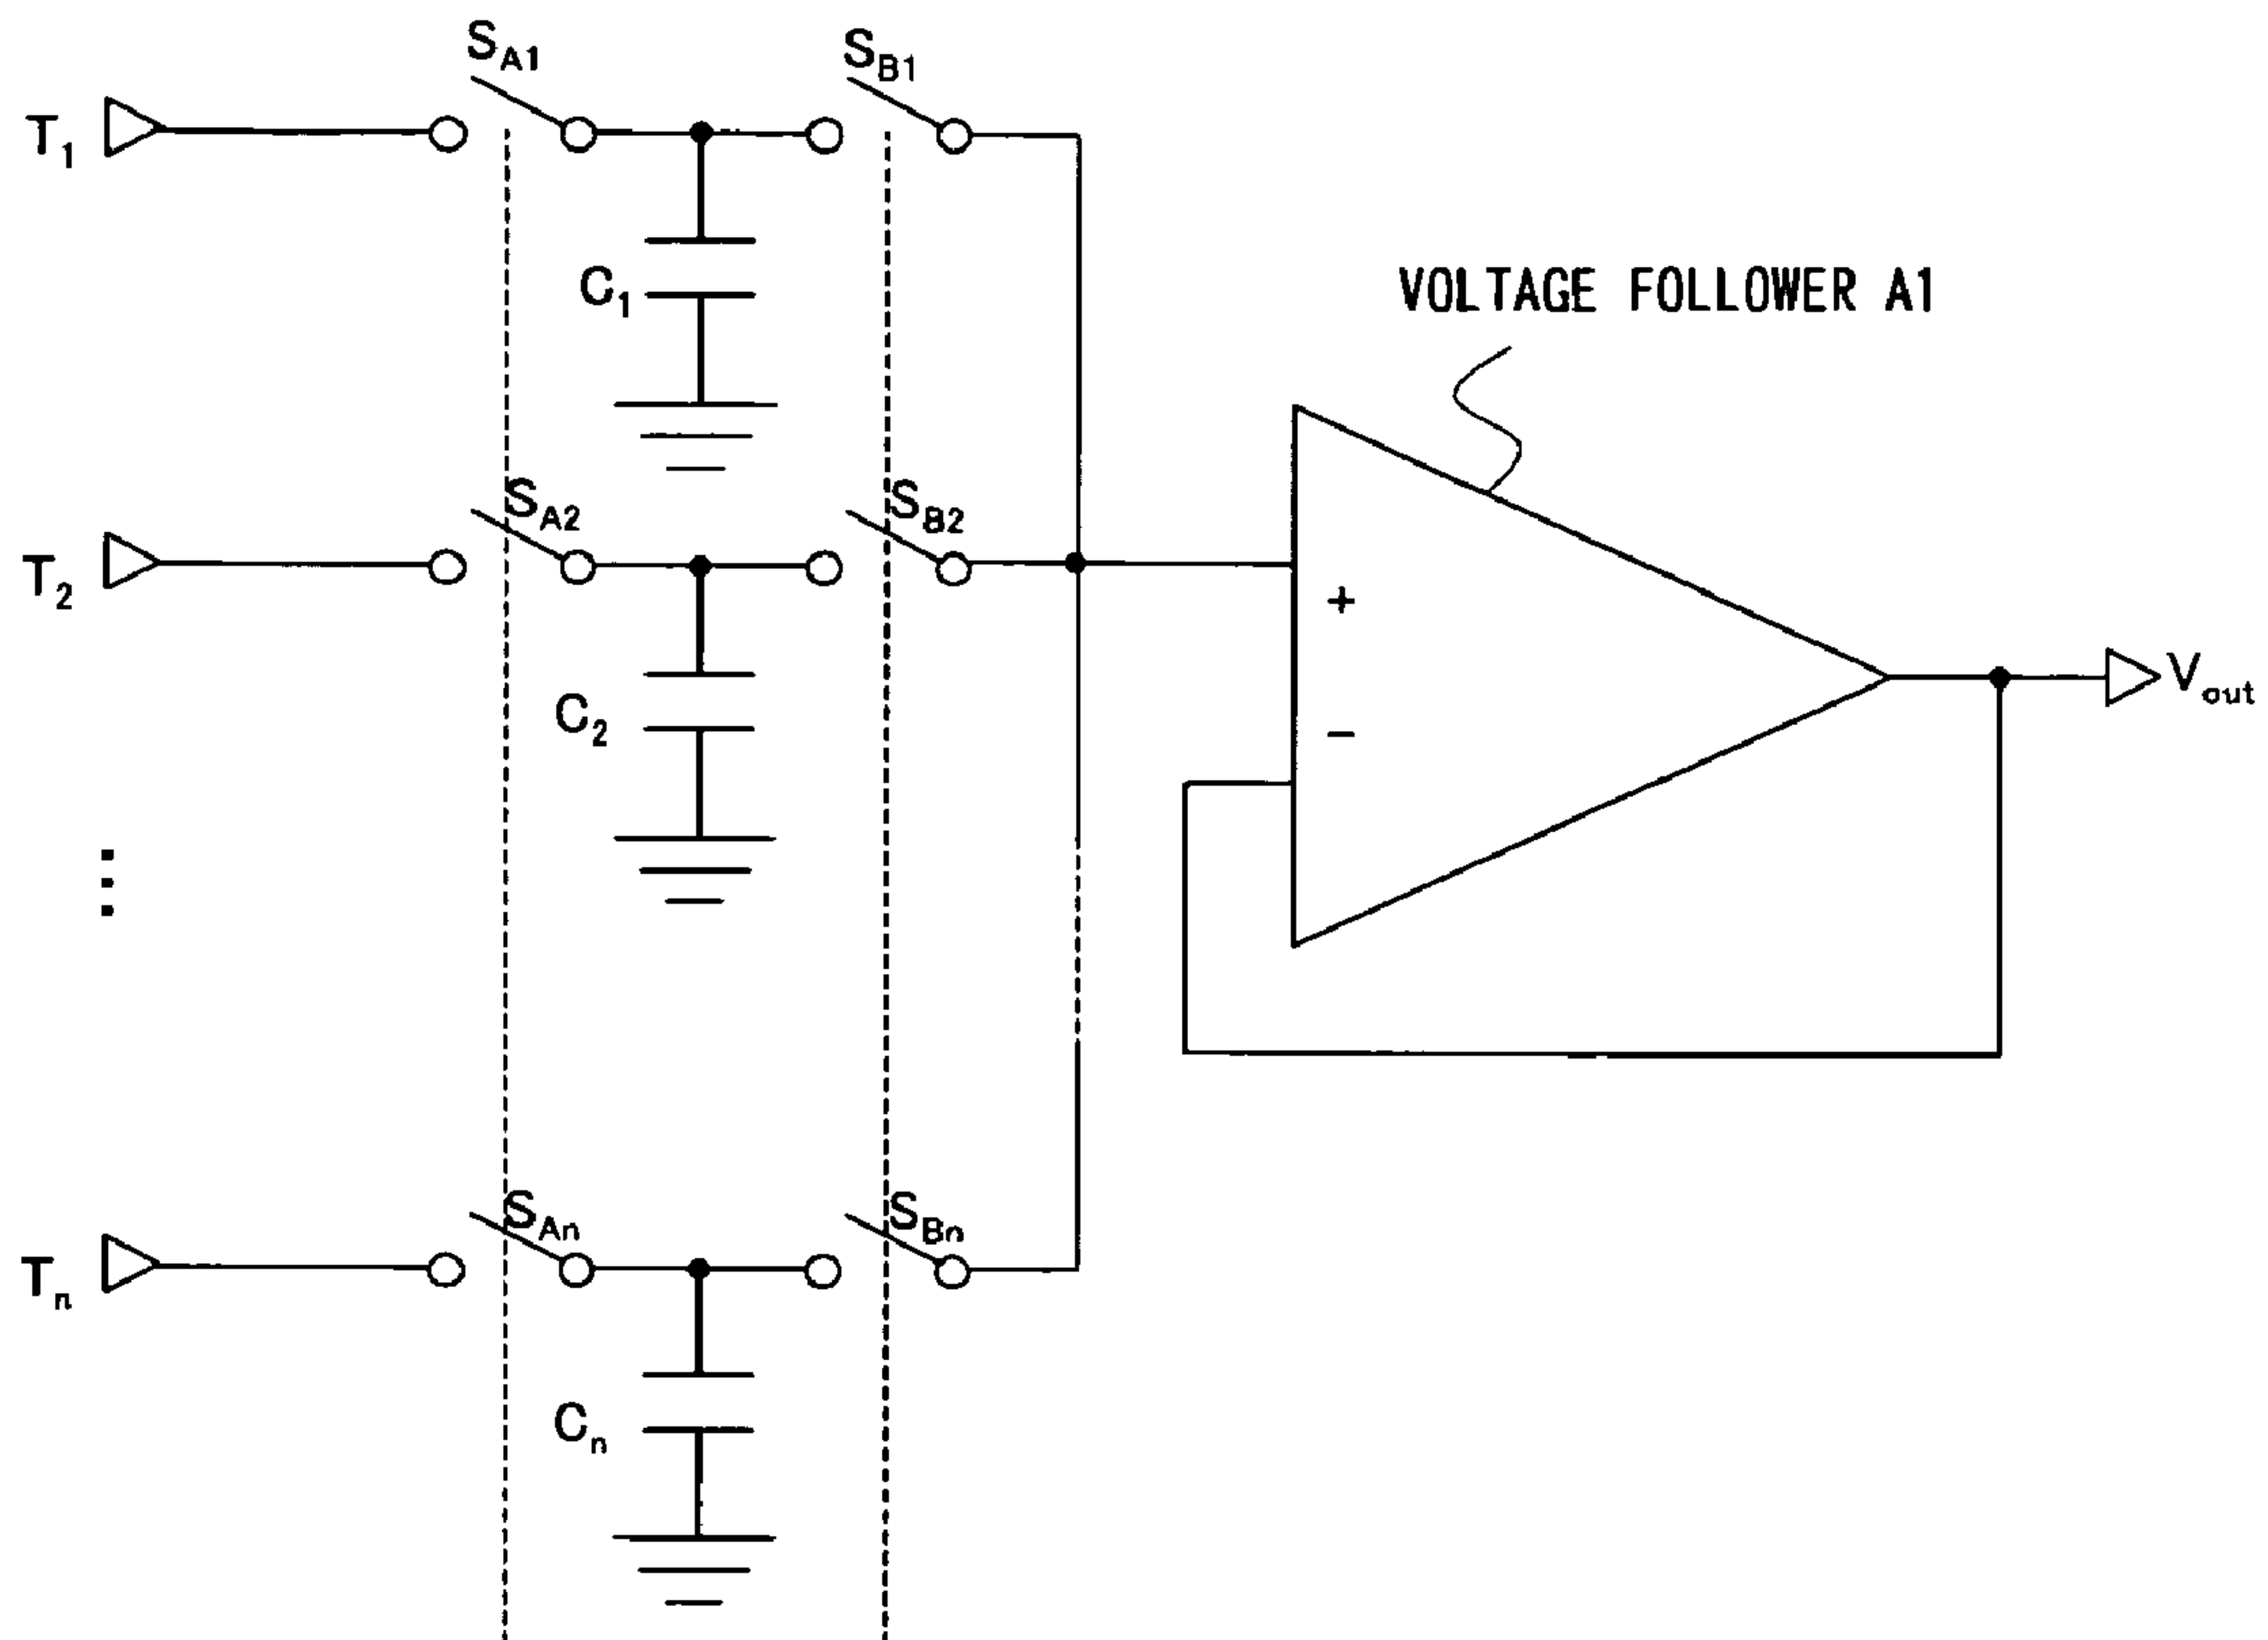 S_A1
S_B1
T_1
C_1
VOLTAGE FOLLOWER A1
S_A2
S_B2
T_2
+
V_out
C_2
−
S_An
S_Bn
T_n
C_n